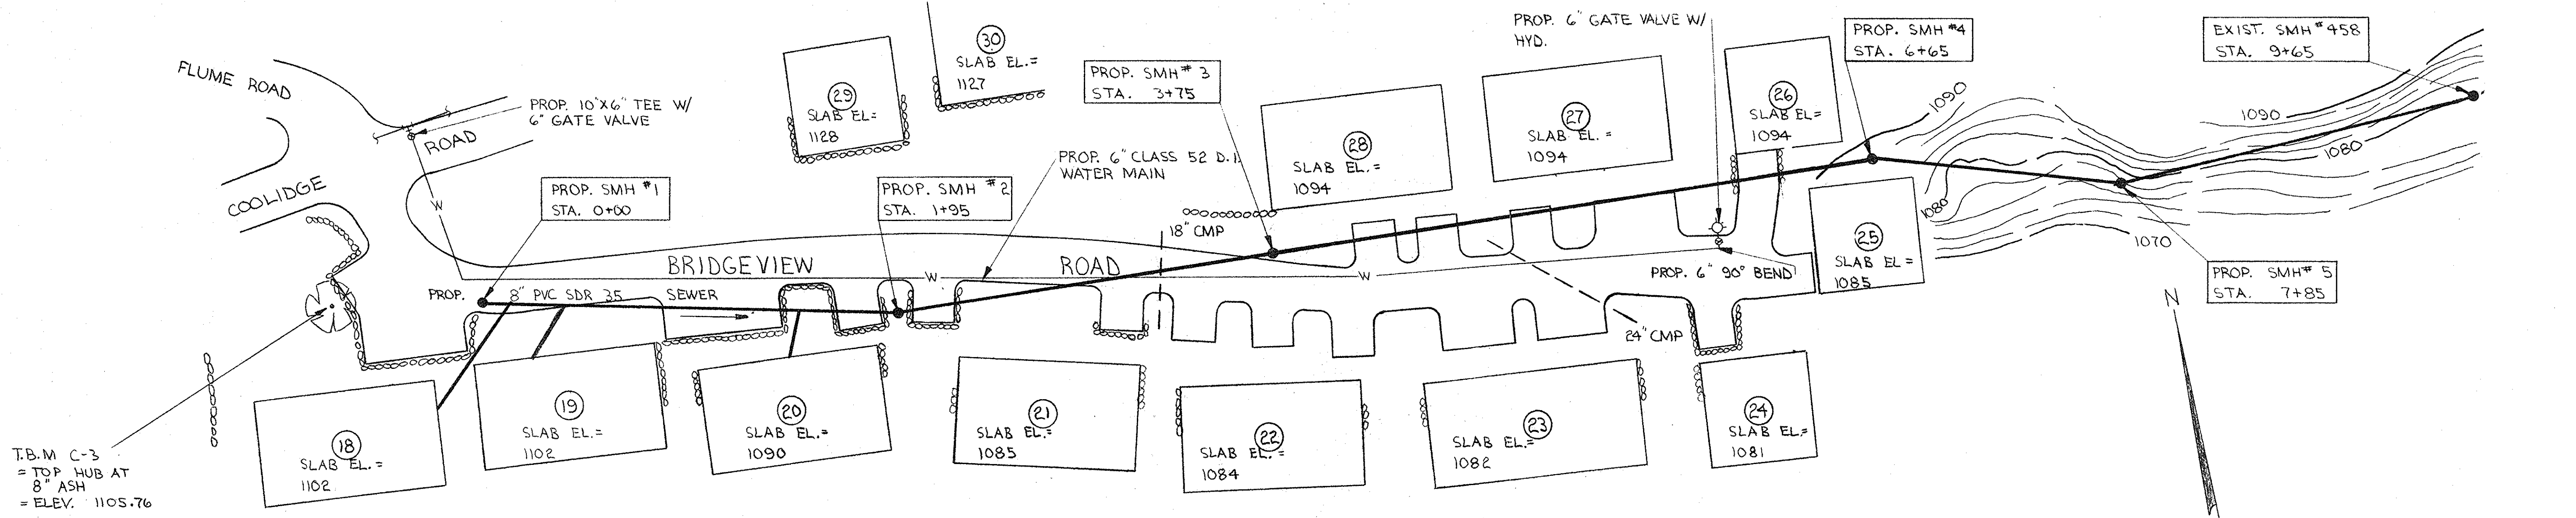 FLUME ROAD
COOLIDGE
ROAD
PROP. 10"X6" TEE W/
6" GATE VALVE
PROP. SMH #1
STA. 0+00
29
SLAB EL=
1128
30
SLAB EL.=
1127
PROP. SMH #2
STA. 1+95
PROP. 6" CLASS 52 D.I.
WATER MAIN
PROP. SMH # 3
STA. 3+75
28
SLAB EL. =
1094
27
SLAB EL. =
1094
PROP. 6" GATE VALVE W/
HYD.
26
SLAB EL=
1094
PROP. SMH #4
STA. 6+65
EXIST. SMH #458
STA. 9+65
1090
1090
1080
1080
1070
W
BRIDGEVIEW ROAD
W
W
18" CMP
24" CMP
PROP. 6" 90° BEND
25
SLAB EL =
1085
PROP. SMH# 5
STA. 7+85
N
PROP. 8" PVC SDR 35 SEWER
18
SLAB EL. =
1102
19
SLAB EL. =
1102
20
SLAB EL.=
1090
21
SLAB EL.=
1085
22
SLAB EL.=
1084
23
SLAB EL.=
1082
24
SLAB EL.=
1081
T.B.M C-3
= TOP HUB AT
8" ASH
= ELEV. 1105.76